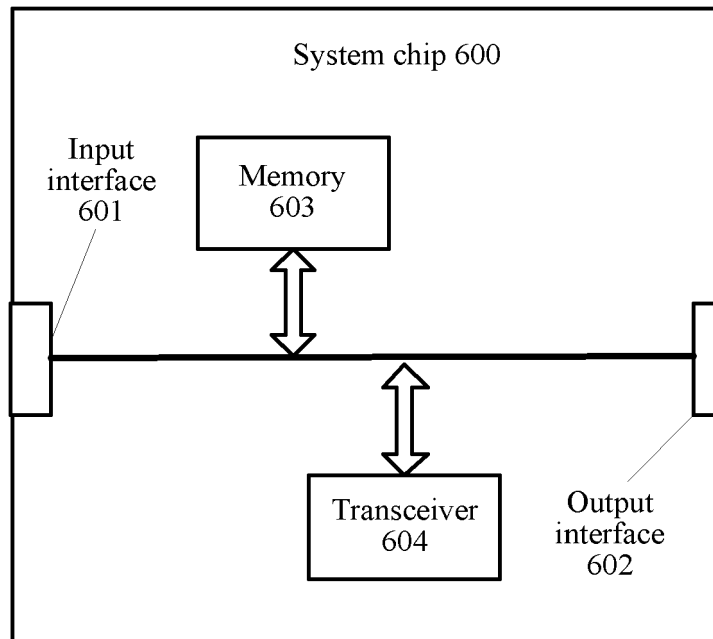 System chip 600
Input
interface
601
Memory
603
Transceiver
604
Output
interface
602